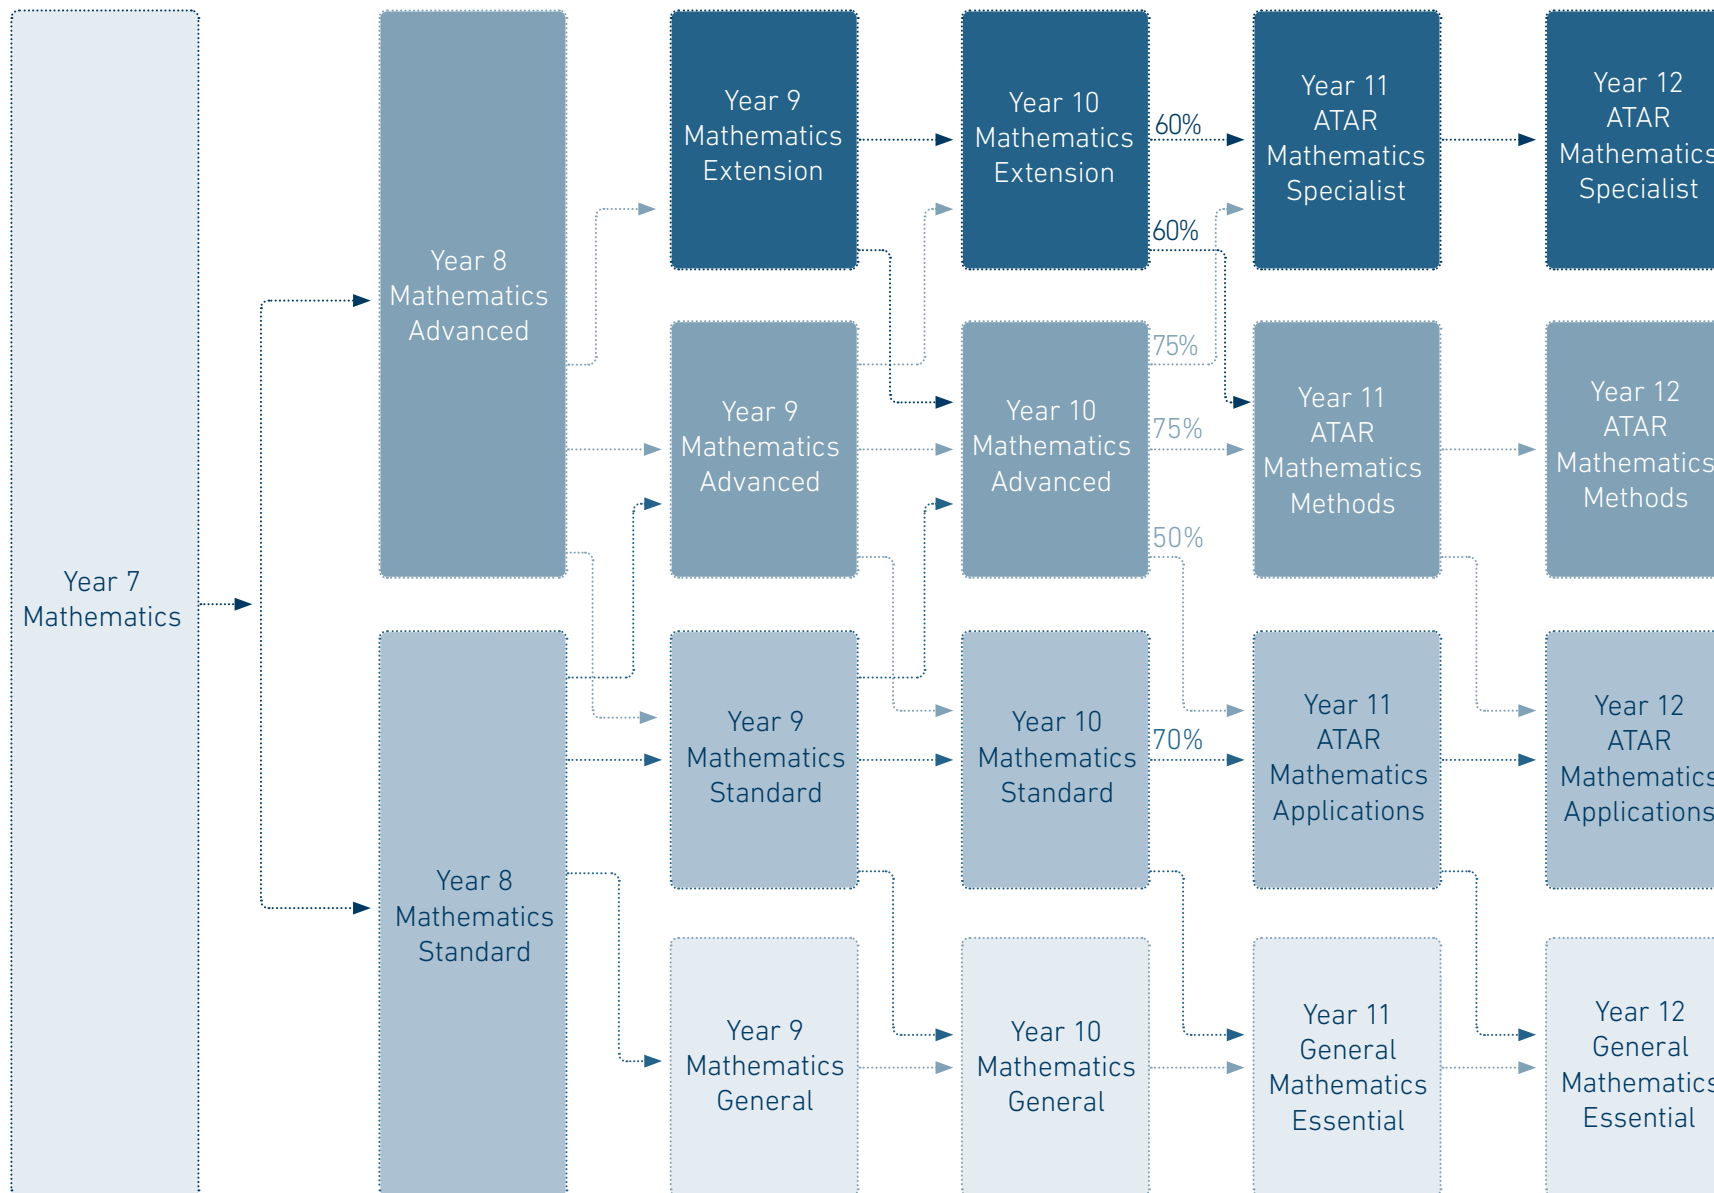 Year 7
Mathematics
Year 8
Mathematics
Advanced
Year 8
Mathematics
Standard
Year 9
Mathematics
Extension
Year 9
Mathematics
Advanced
Year 9
Mathematics
Standard
Year 9
Mathematics
General
Year 10
Mathematics
Extension
Year 10
Mathematics
Advanced
Year 10
Mathematics
Standard
Year 10
Mathematics
General
60%
60%
75%
75%
50%
70%
Year 11
ATAR
Mathematics
Specialist
Year 11
ATAR
Mathematics
Methods
Year 11
ATAR
Mathematics
Applications
Year 11
General
Mathematics
Essential
Year 12
ATAR
Mathematics
Specialist
Year 12
ATAR
Mathematics
Methods
Year 12
ATAR
Mathematics
Applications
Year 12
General
Mathematics
Essential